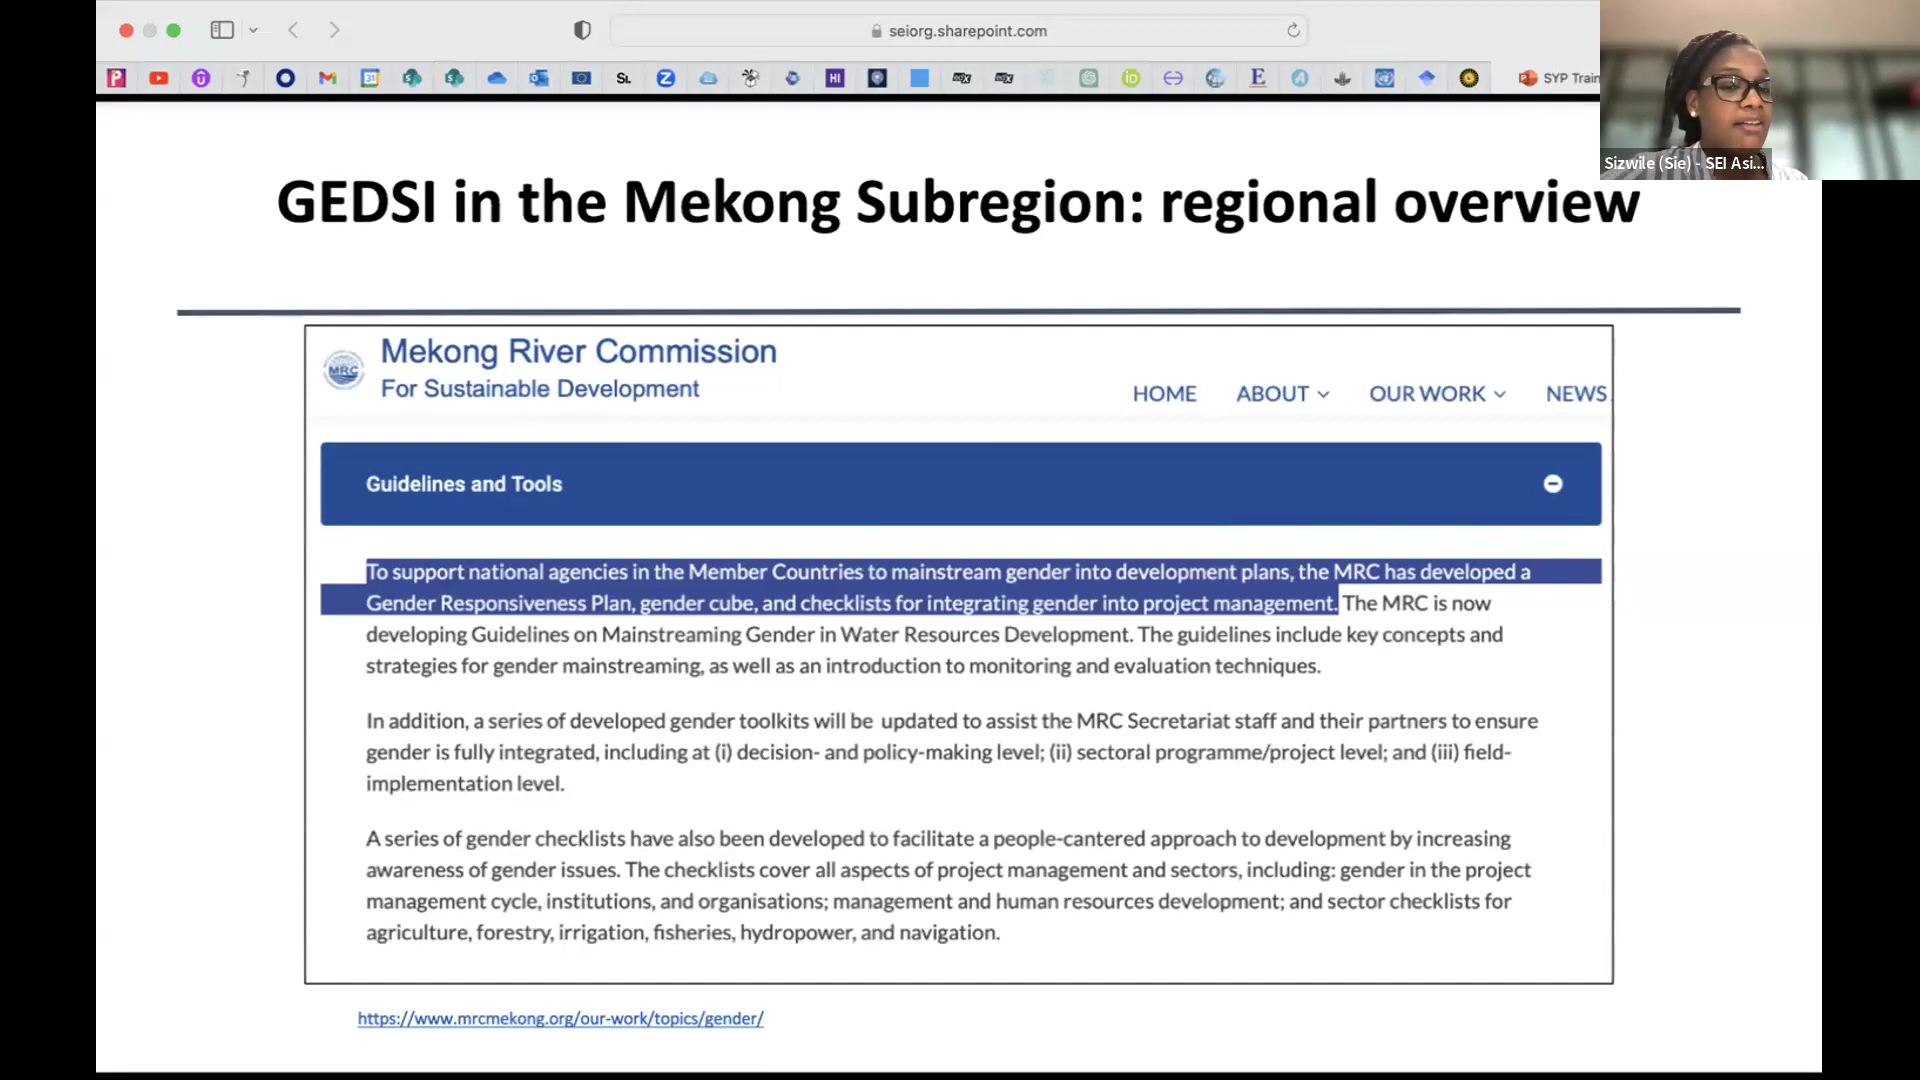 seiorg.sharepoint.com
SYP Train
Sizwile (Sie) - SEI Asi...
GEDSI in the Mekong Subregion: regional overview
MRC
Mekong River Commission
For Sustainable Development
HOME ABOUT OUR WORK NEWS
Guidelines and Tools
To support national agencies in the Member Countries to mainstream gender into development plans, the MRC has developed a
Gender Responsiveness Plan, gender cube, and checklists for integrating gender into project management. The MRC is now
developing Guidelines on Mainstreaming Gender in Water Resources Development. The guidelines include key concepts and
strategies for gender mainstreaming, as well as an introduction to monitoring and evaluation techniques.
In addition, a series of developed gender toolkits will be updated to assist the MRC Secretariat staff and their partners to ensure
gender is fully integrated, including at (i) decision- and policy-making level; (ii) sectoral programme/project level; and (iii) field-
implementation level.
A series of gender checklists have also been developed to facilitate a people-cantered approach to development by increasing
awareness of gender issues. The checklists cover all aspects of project management and sectors, including: gender in the project
management cycle, institutions, and organisations; management and human resources development; and sector checklists for
agriculture, forestry, irrigation, fisheries, hydropower, and navigation.
https://www.mrcmekong.org/our-work/topics/gender/